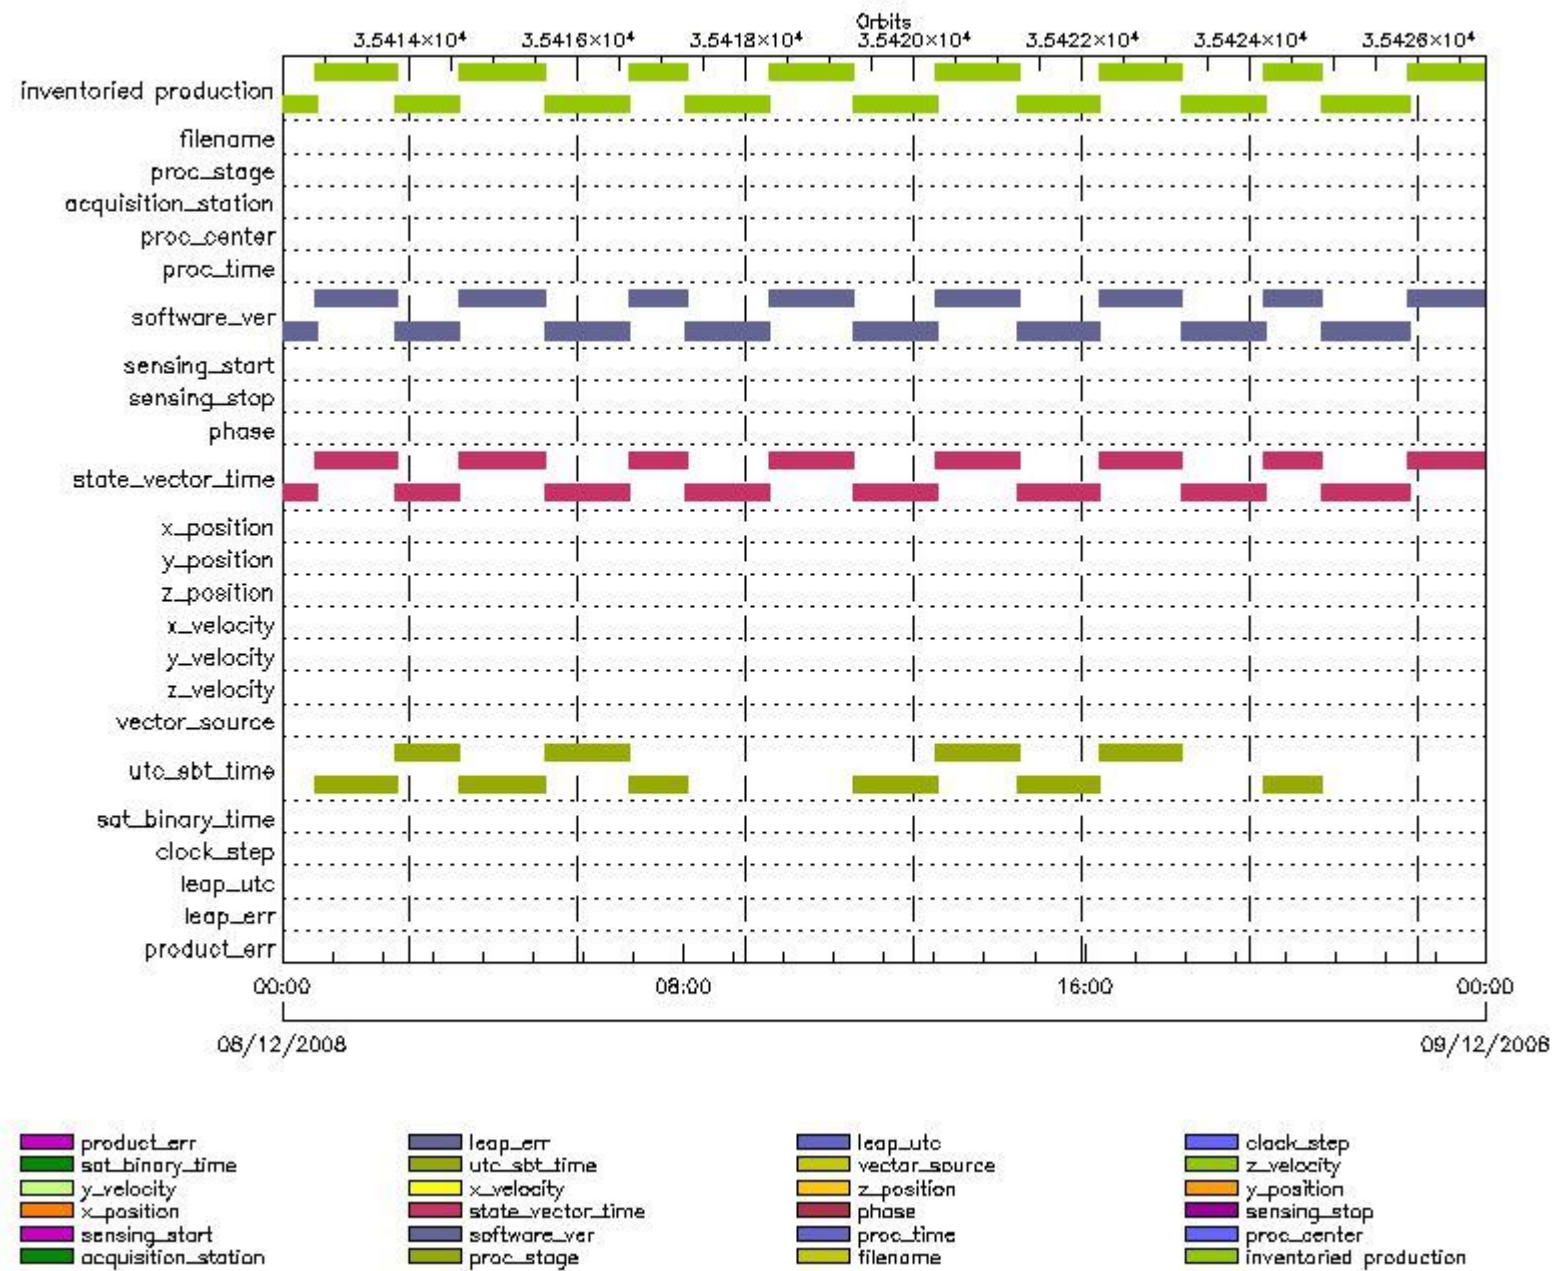 Orbits
3.5414×10⁴ 3.5416×10⁴ 3.5418×10⁴ 3.5420×10⁴ 3.5422×10⁴ 3.5424×10⁴ 3.5426×10⁴
inventoried production
filename
proc_stage
acquisition_station
proc_center
proc_time
software_ver
sensing_start
sensing_stop
phase
state_vector_time
x_position
y_position
z_position
x_velocity
y_velocity
z_velocity
vector_source
utc_sbt_time
sat_binary_time
clock_step
leap_utc
leap_err
product_err
00:00 08:00 16:00 00:00
08/12/2008 09/12/2008
product_err leap_err leap_utc clock_step
sat_binary_time utc_sbt_time vector_source z_velocity
y_velocity x_velocity z_position y_position
x_position state_vector_time phase sensing_stop
sensing_start software_ver proc_time proc_center
acquisition_station proc_stage filename inventoried production